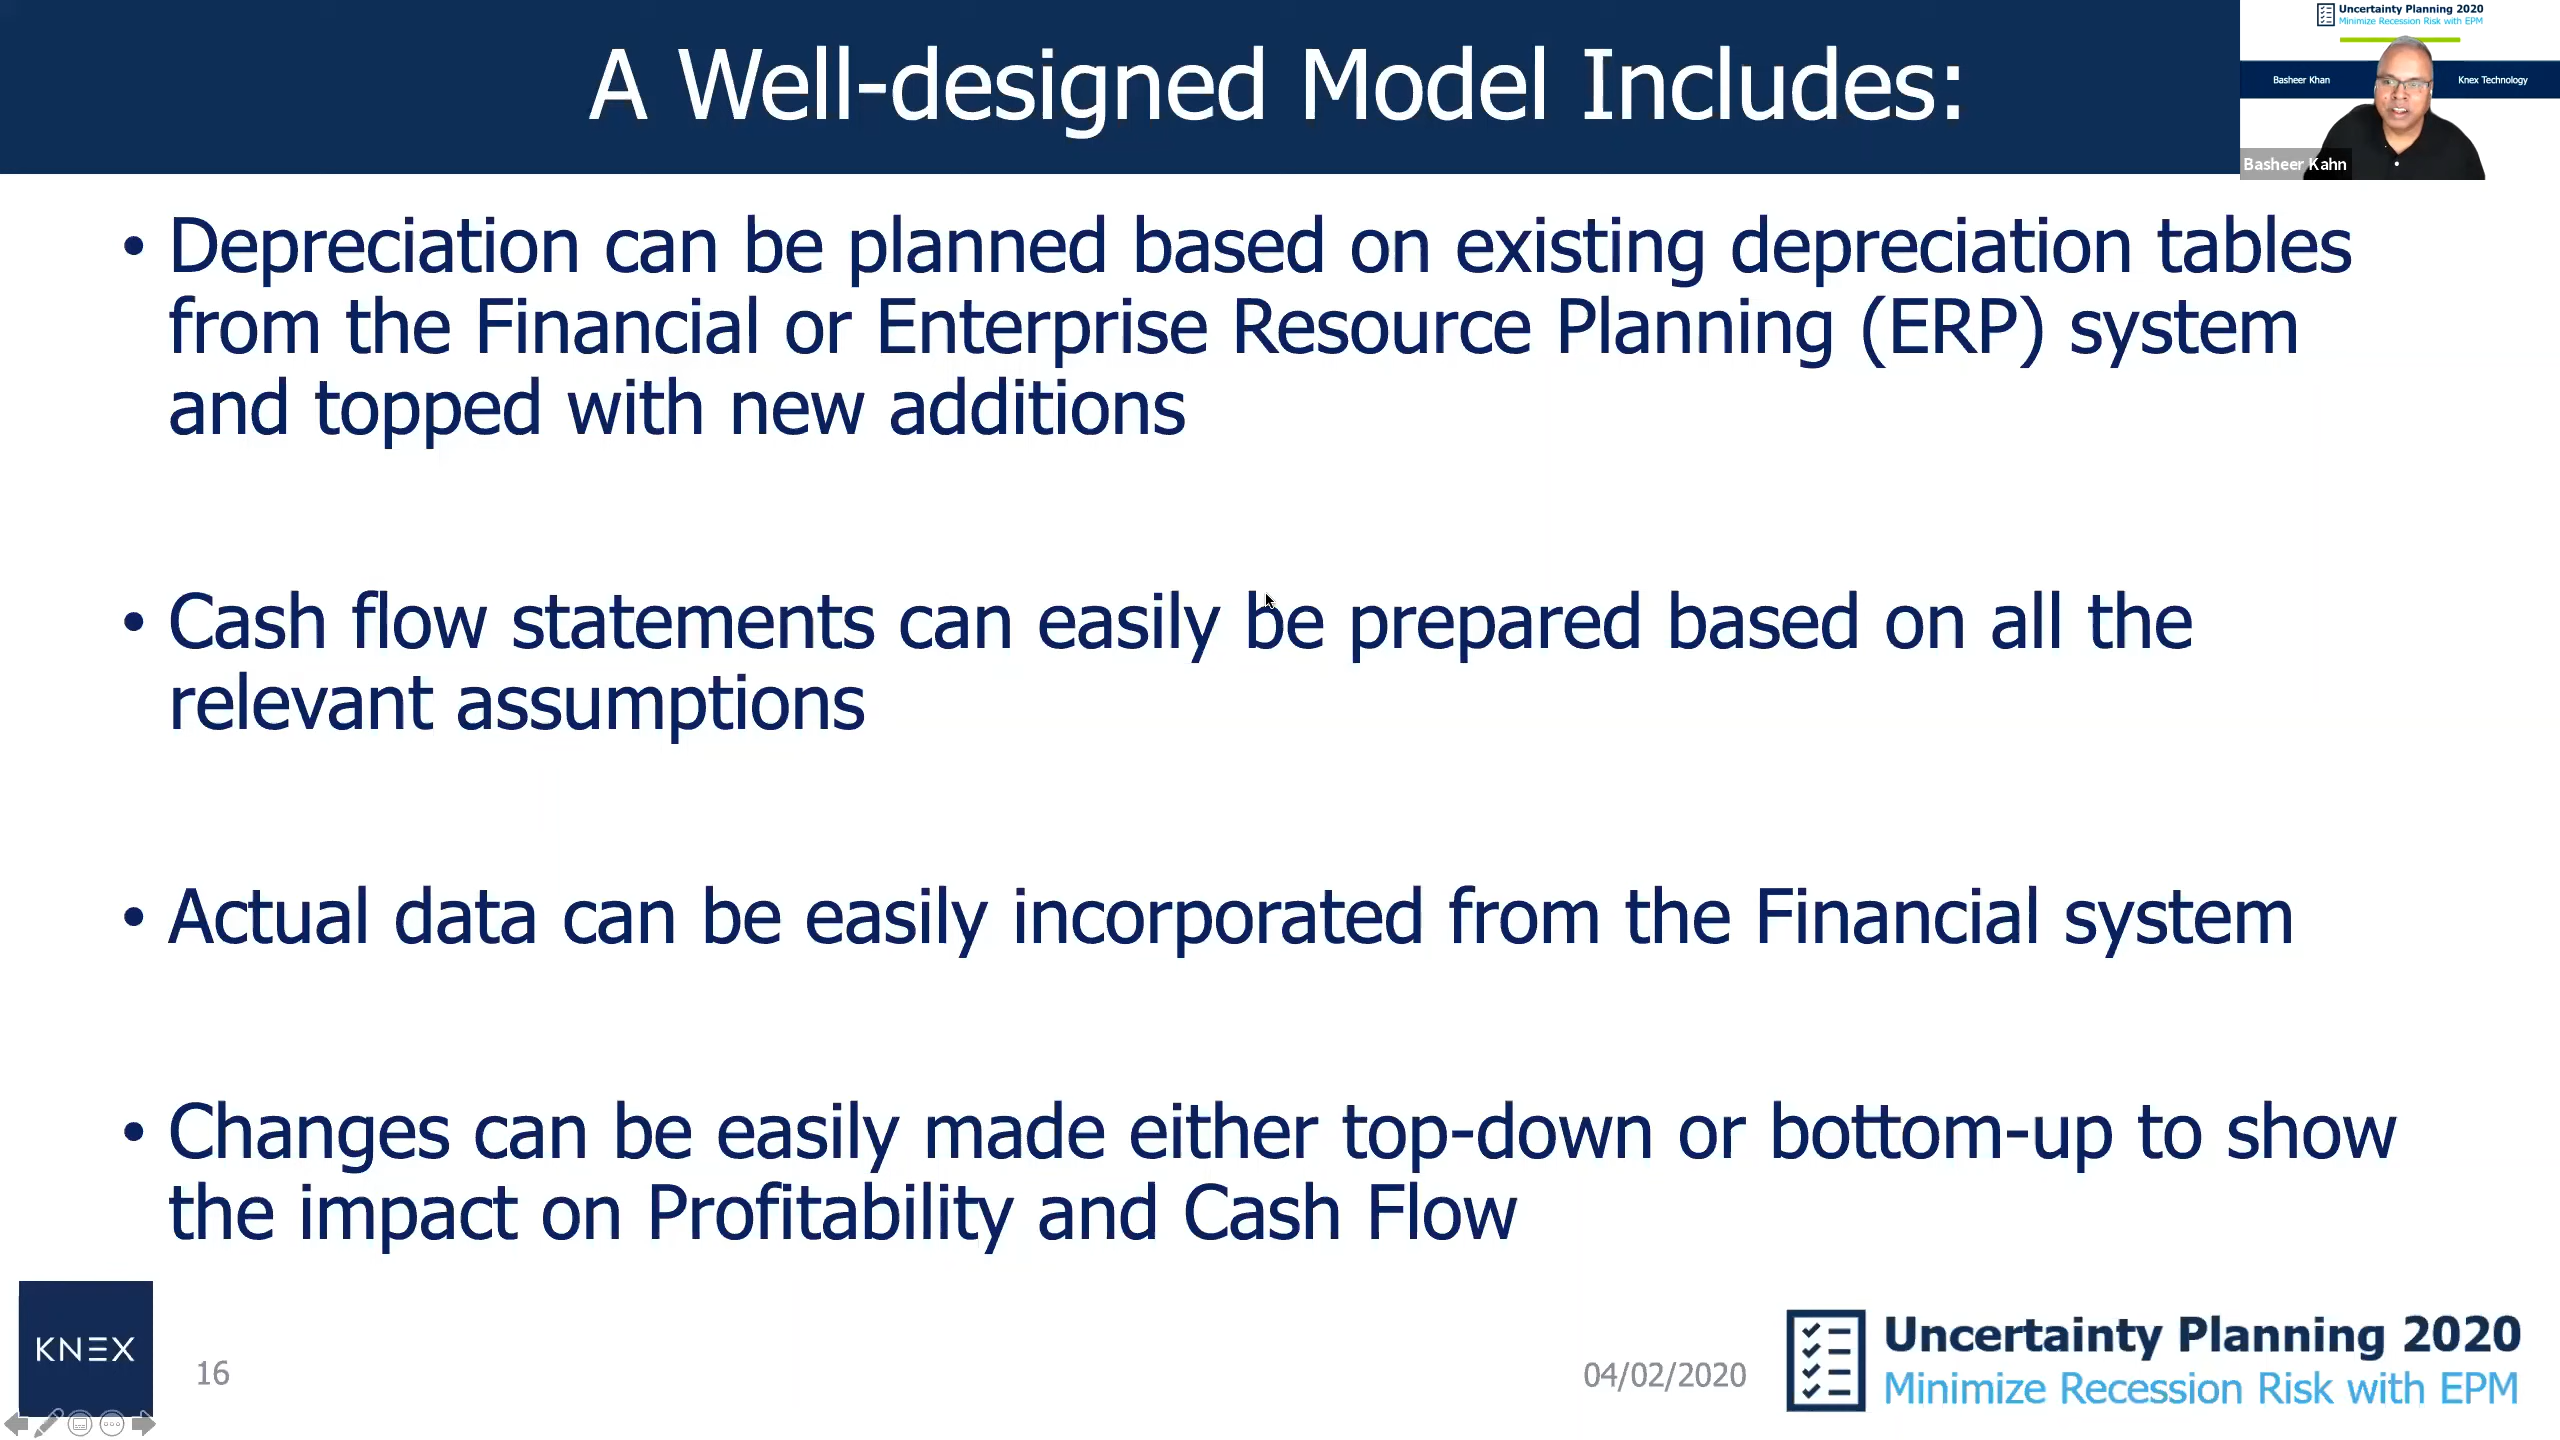 A Well-designed Model Includes:
Uncertainty Planning 2020
Minimize Recession Risk with EPM
Basheer Khan
Knex Technology
Basheer Kahn
• Depreciation can be planned based on existing depreciation tables
from the Financial or Enterprise Resource Planning (ERP) system
and topped with new additions
• Cash flow statements can easily be prepared based on all the
relevant assumptions
• Actual data can be easily incorporated from the Financial system
• Changes can be easily made either top-down or bottom-up to show
the impact on Profitability and Cash Flow
KNEX
16
04/02/2020
Uncertainty Planning 2020
Minimize Recession Risk with EPM